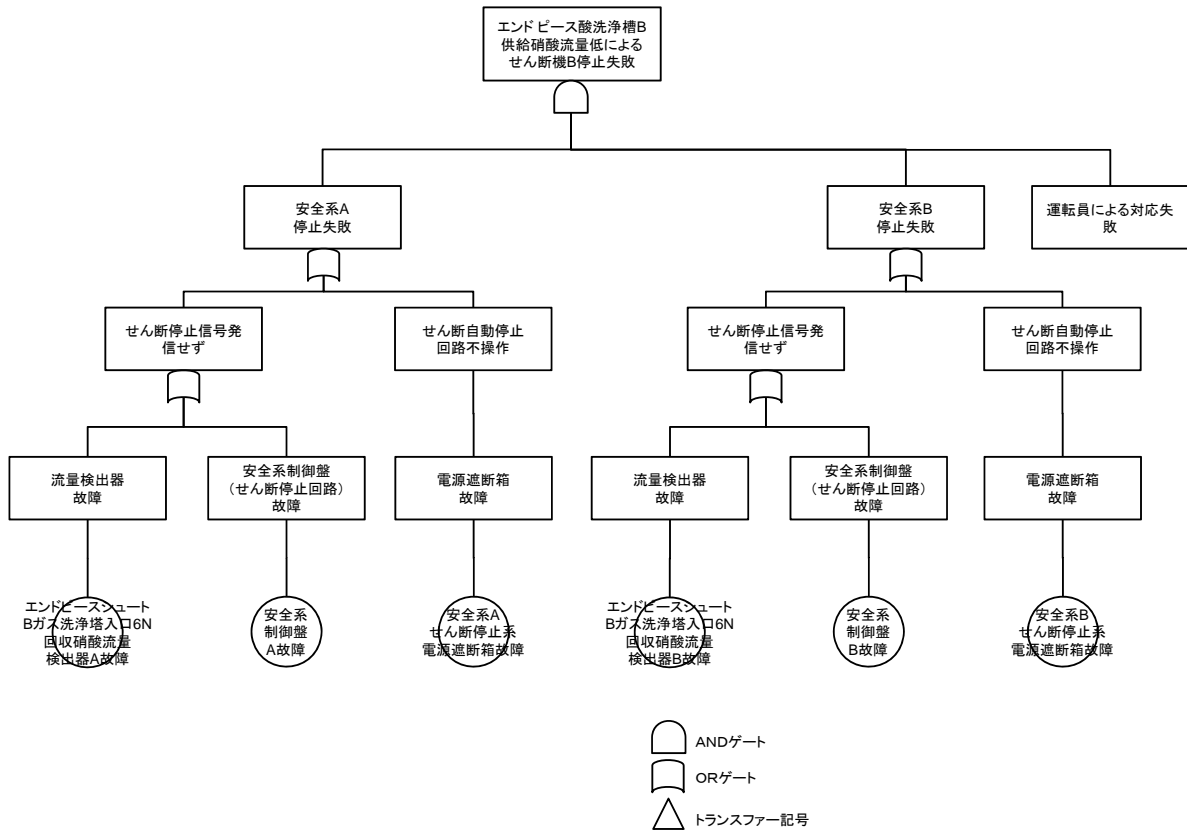 エンドピース酸洗浄槽B
供給硝酸流量低による
せん断機B停止失敗
安全系A
停止失敗
安全系B
停止失敗
運転員による対応失
敗
せん断停止信号発
信せず
せん断自動停止
回路不操作
せん断停止信号発
信せず
せん断自動停止
回路不操作
流量検出器
故障
安全系制御盤
（せん断停止回路）
故障
電源遮断箱
故障
流量検出器
故障
安全系制御盤
（せん断停止回路）
故障
電源遮断箱
故障
エンドピースシュート
Bガス洗浄塔入口6N
回収硝酸流量
検出器A故障
安全系
制御盤
A故障
安全系A
せん断停止系
電源遮断箱故障
エンドピースシュート
Bガス洗浄塔入口6N
回収硝酸流量
検出器B故障
安全系
制御盤
B故障
安全系B
せん断停止系
電源遮断箱故障
ANDゲート
ORゲート
トランスファー記号